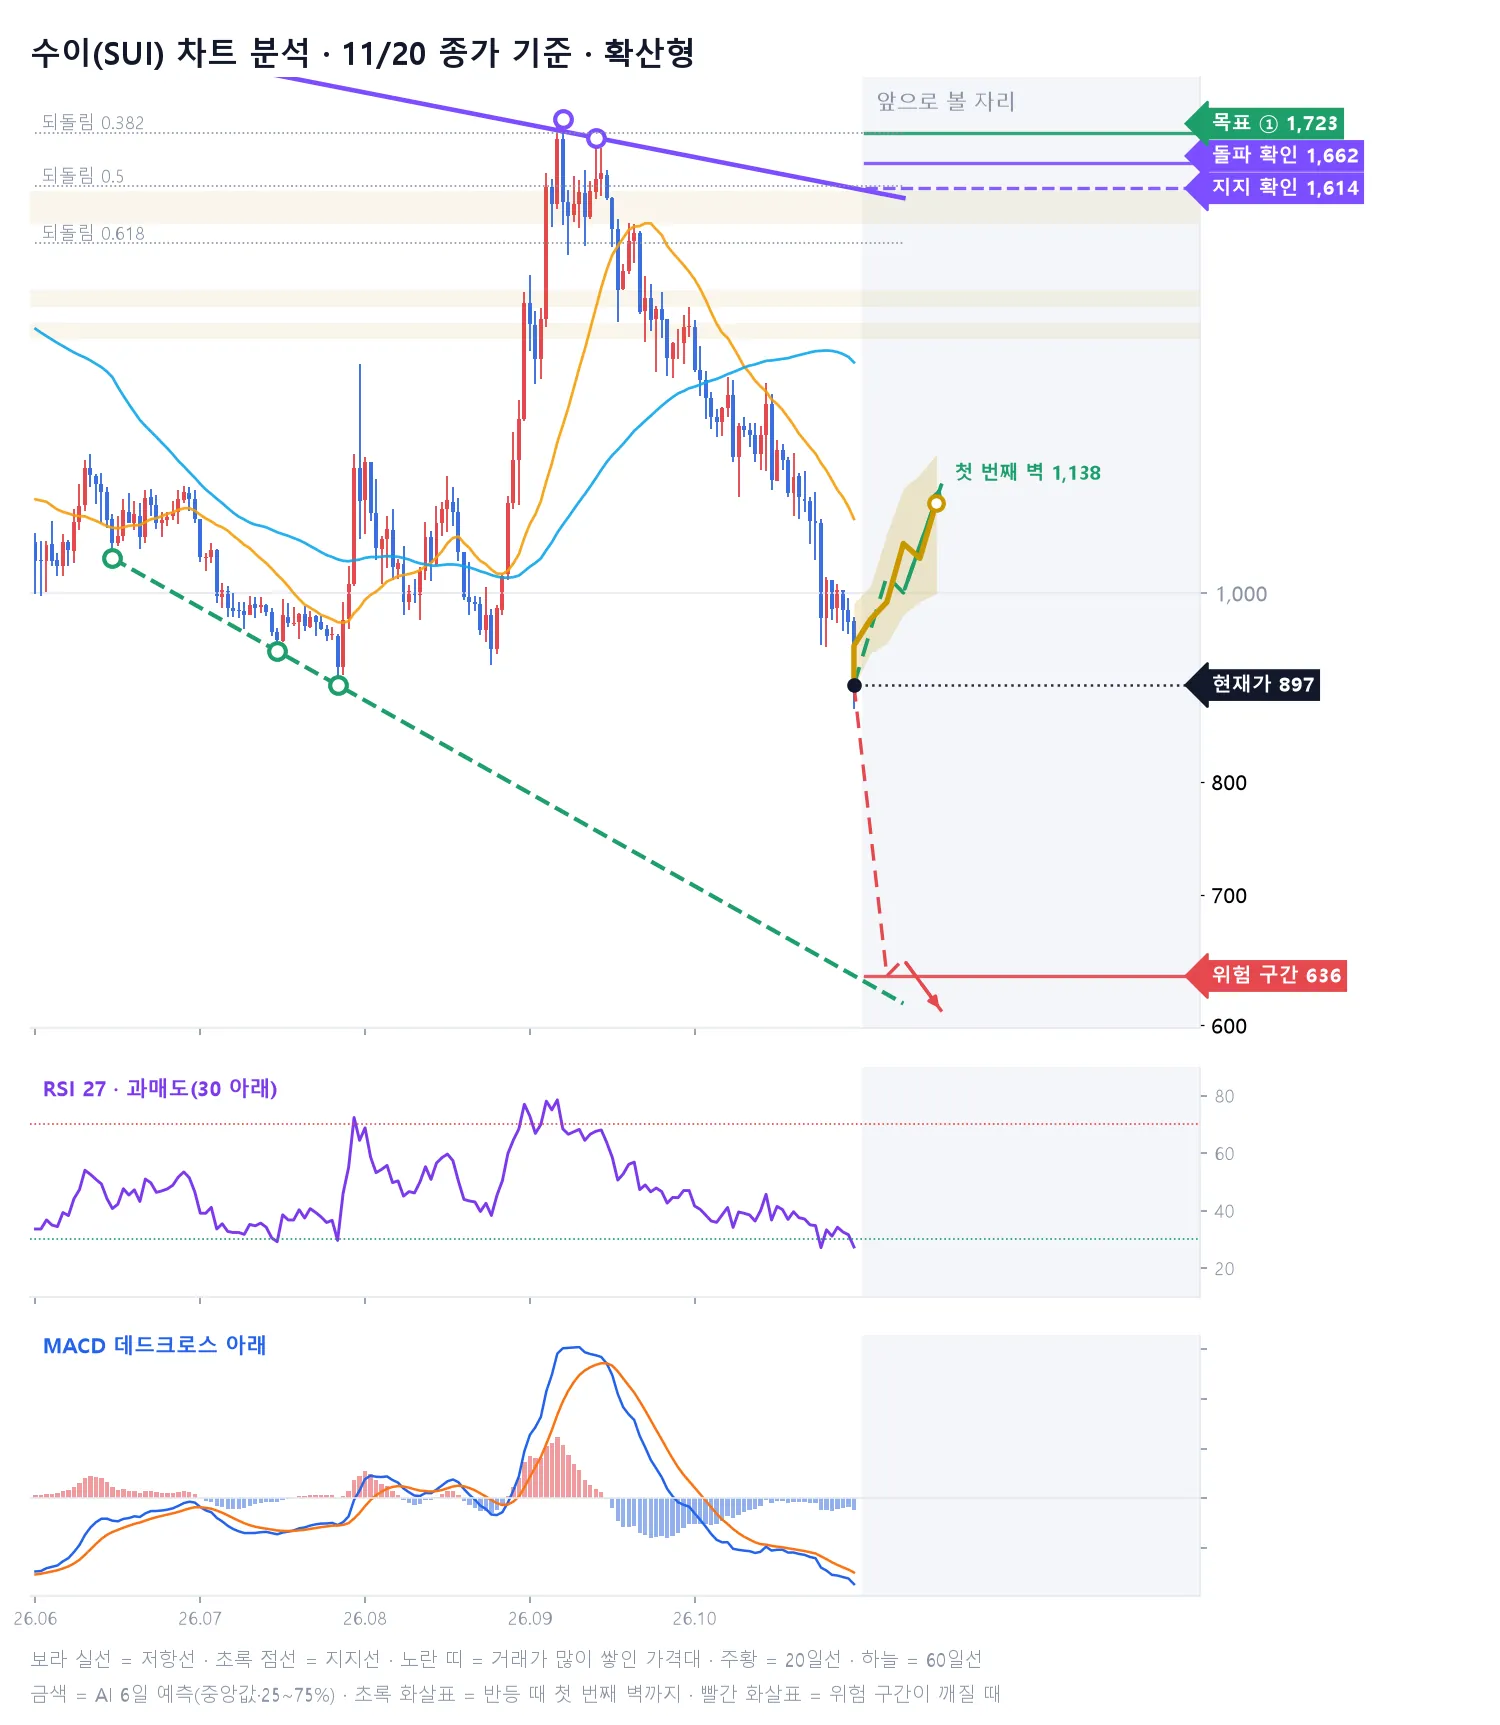 수이(SUI) 차트 분석 · 11/20 종가 기준 · 확산형
앞으로 볼 자리
되돌림 0.382
되돌림 0.5
되돌림 0.618
목표 ① 1,723
돌파 확인 1,662
지지 확인 1,614
첫 번째 벽 1,138
1,000
현재가 897
800
700
위험 구간 636
600
RSI 27 · 과매도(30 아래)
80
60
40
20
MACD 데드크로스 아래
26.06 26.07 26.08 26.09 26.10
보라 실선 = 저항선 · 초록 점선 = 지지선 · 노란 띠 = 거래가 많이 쌓인 가격대 · 주황 = 20일선 · 하늘 = 60일선
금색 = AI 6일 예측(중앙값·25~75%) · 초록 화살표 = 반등 때 첫 번째 벽까지 · 빨간 화살표 = 위험 구간이 깨질 때